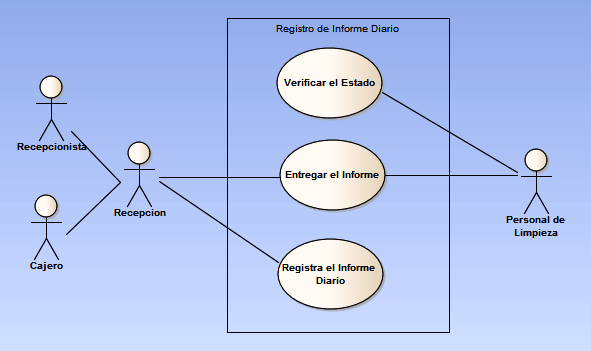 Registro de Informe Diario
Verificar el Estado
Recepcionista
Entregar el Informe
Recepcion
Personal de
Limpieza
Cajero
Registra el Informe
Diario